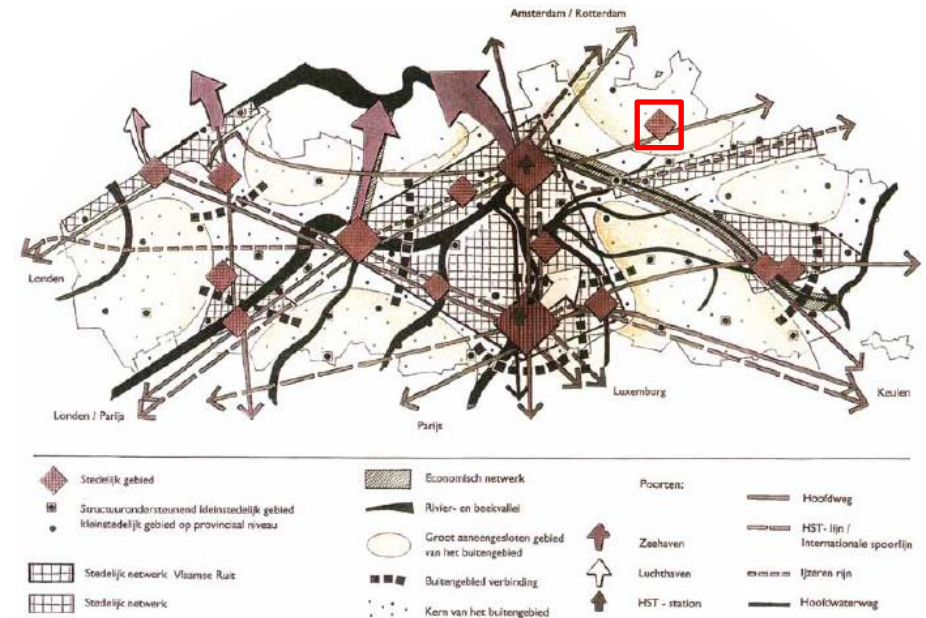 Amsterdam / Rotterdam
Londen
Londen / Parijs
Parijs
Luxemburg
Keulen
Stedelijk gebied
Structuurondersteunend kleinstedelijk gebied
kleinstedelijk gebied op provinciaal niveau
Stedelijk netwerk Vlaamse Ruit
Stedelijk netwerk
Economisch netwerk
Rivier- en beekvallei
Groot aaneengesloten gebied
van het buitengebied
Buitengebied verbinding
Kern van het buitengebied
Poorten:
Zeehaven
Luchthaven
HST - station
Hoofdweg
HST- lijn /
Internationale spoorlijn
Ijzeren rijn
Hoofdwaterweg